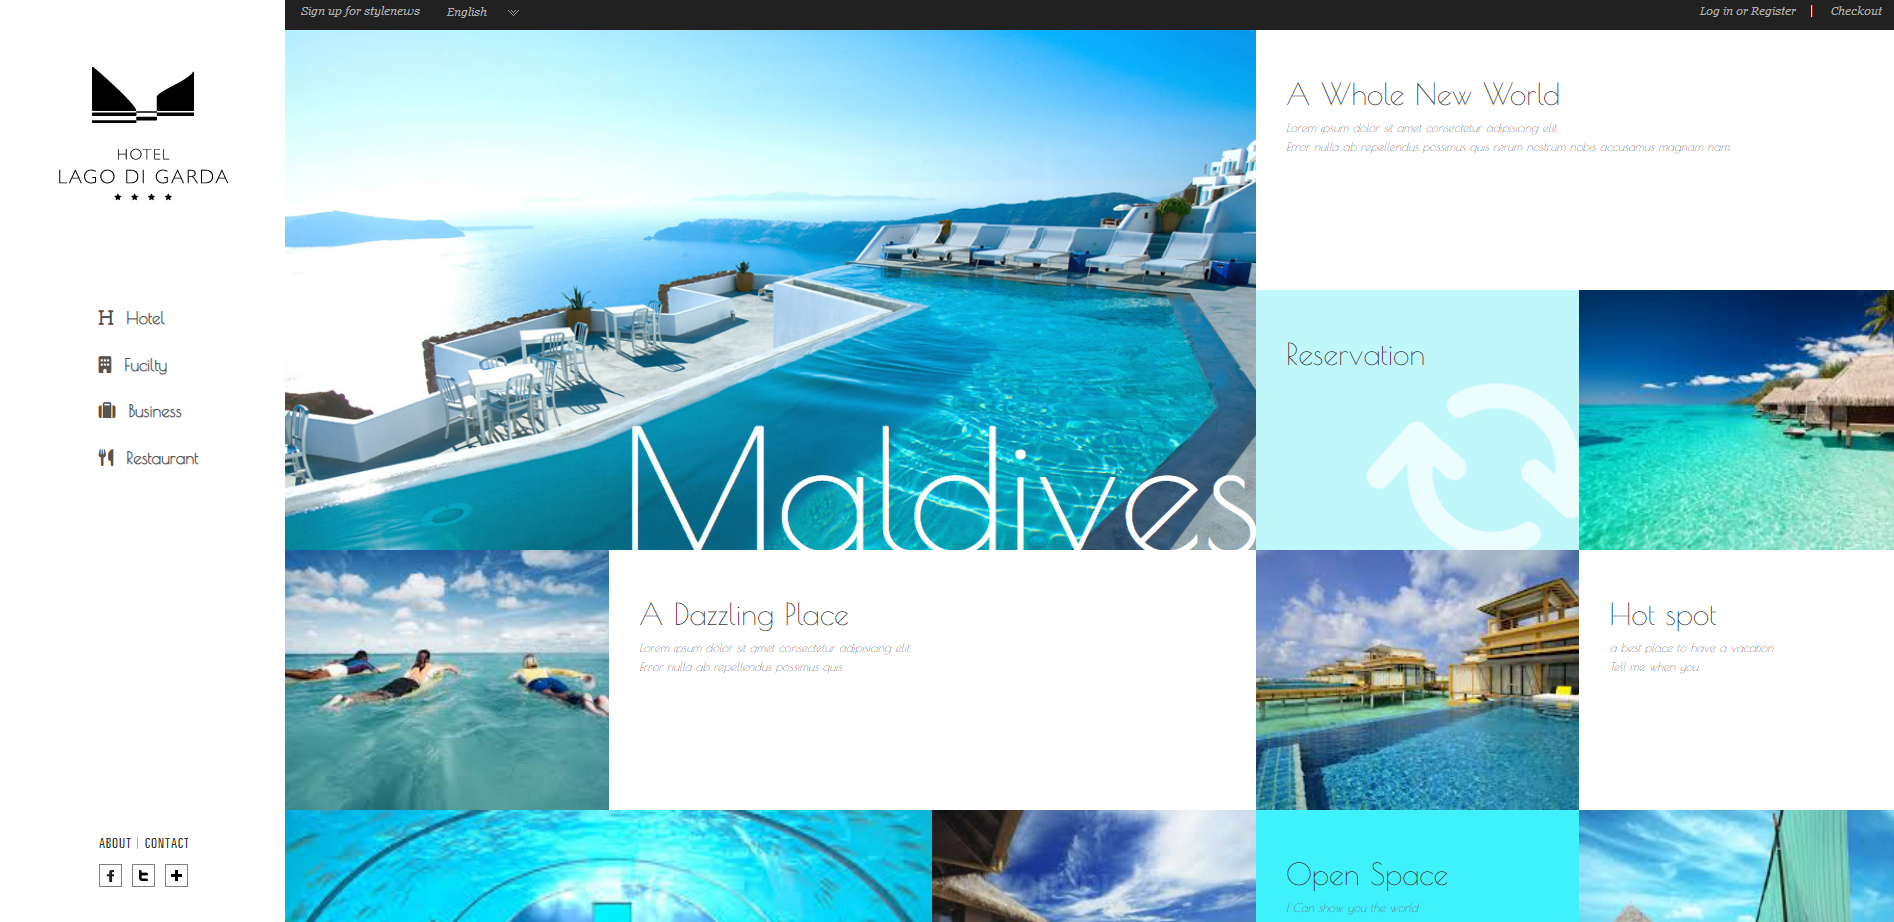 Sign up for stylenews
English
Log in or Register
Checkout
HOTEL
LAGO DI GARDA
H Hotel
Fucilty
Business
Restaurant
ABOUT | CONTACT
Maldives
A Whole New World
Lorem ipsum dolor sit amet consectetur adipisicing elit.
Error nulla ab repellendus possimus quis rerum nostrum nobis accusamus magnam nam.
Reservation
A Dazzling Place
Lorem ipsum dolor sit amet consectetur adipisicing elit.
Error nulla ab repellendus possimus quis
Hot spot
a best place to have a vacation
Tell me when you
Open Space
I Can show you the world